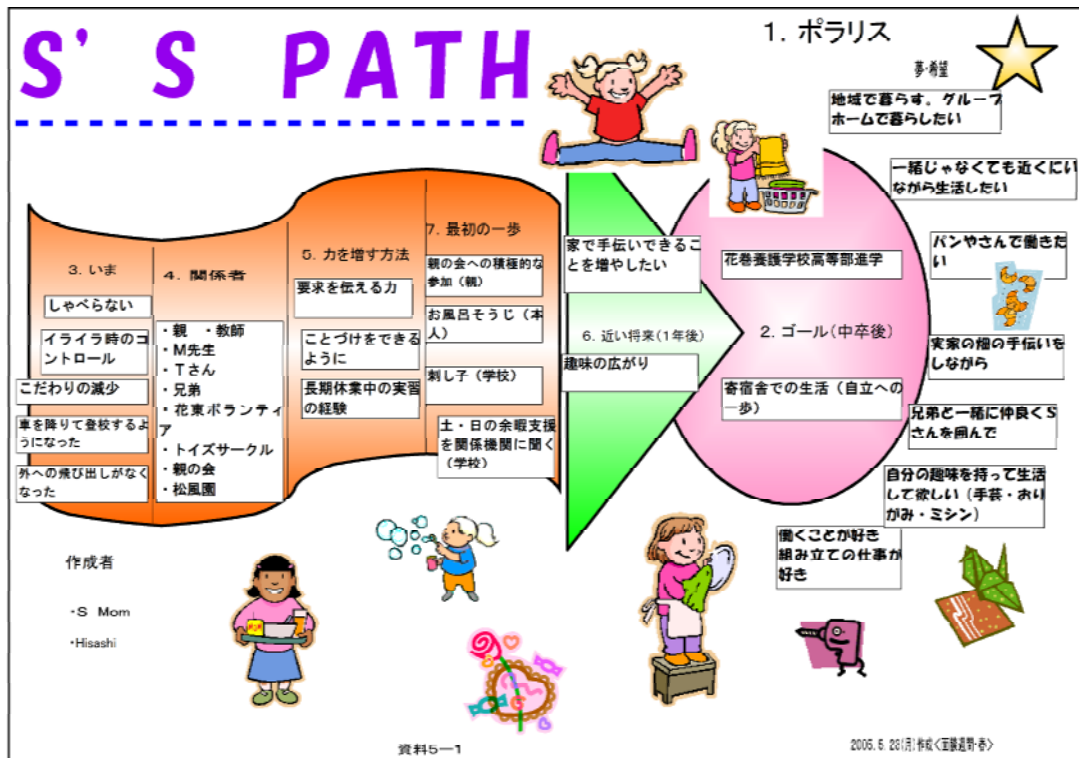 S' S PATH
1. ポラリス
夢・希望
地域で暮らす。グループ
ホームで暮らしたい
一緒じゃなくても近くにい
ながら生活したい
パンやさんで働きた
い
実家の畑の手伝いを
しながら
兄弟と一緒に仲良くS
さんを囲んで
自分の趣味を持って生活
して欲しい（手芸・おり
がみ・ミシン）
働くことが好き
組み立ての仕事が
好き
2. ゴール(中卒後)
花巻養護学校高等部進学
寄宿舎での生活（自立への
一歩）
3. いま
しゃべらない
イライラ時のコ
ントロール
こだわりの減少
車を降りて登校するよ
うになった
外への飛び出しがなく
なった
4. 関係者
・親 ・教師
・M先生
・Tさん
・兄弟
・花東ボランティ
ア
・トイズサークル
・親の会
・松風園
5. 力を増す方法
要求を伝える力
ことづけをできる
ように
長期休業中の実習
の経験
7. 最初の一歩
親の会への積極的な
参加（親）
お風呂そうじ（本
人）
刺し子（学校）
土・日の余暇支援
を関係機関に聞く
（学校）
家で手伝いできるこ
とを増やしたい
6. 近い将来(1年後)
趣味の広がり
作成者
・S Mom
・Hisashi
資料5－1
2005.5.23(月)作成<面談週間・春>